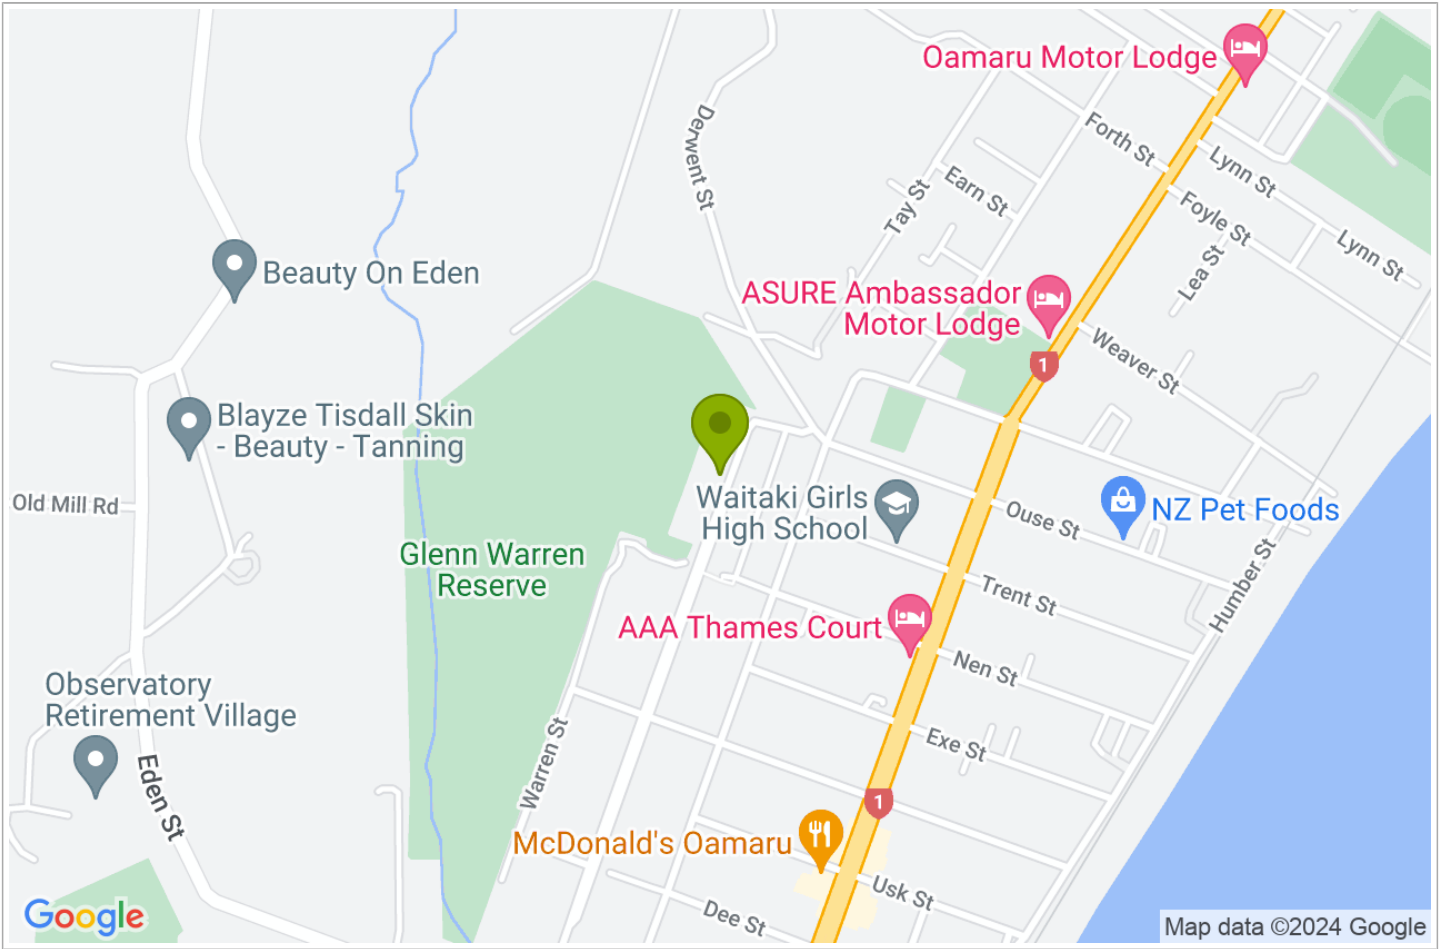 Oamaru Motor Lodge
Derwent St
Forth St
Lynn St
Earn St
Tay St
Foyle St
Lynn St
Lea St
Beauty On Eden
ASURE Ambassador
Motor Lodge
1
Weaver St
Blayze Tisdall Skin
- Beauty - Tanning
Old Mill Rd
Waitaki Girls
High School
Ouse St
NZ Pet Foods
Glenn Warren
Reserve
Trent St
Humber St
AAA Thames Court
Nen St
Observatory
Retirement Village
Exe St
Warren St
Eden St
1
McDonald's Oamaru
Usk St
Dee St
Google
Map data ©2024 Google